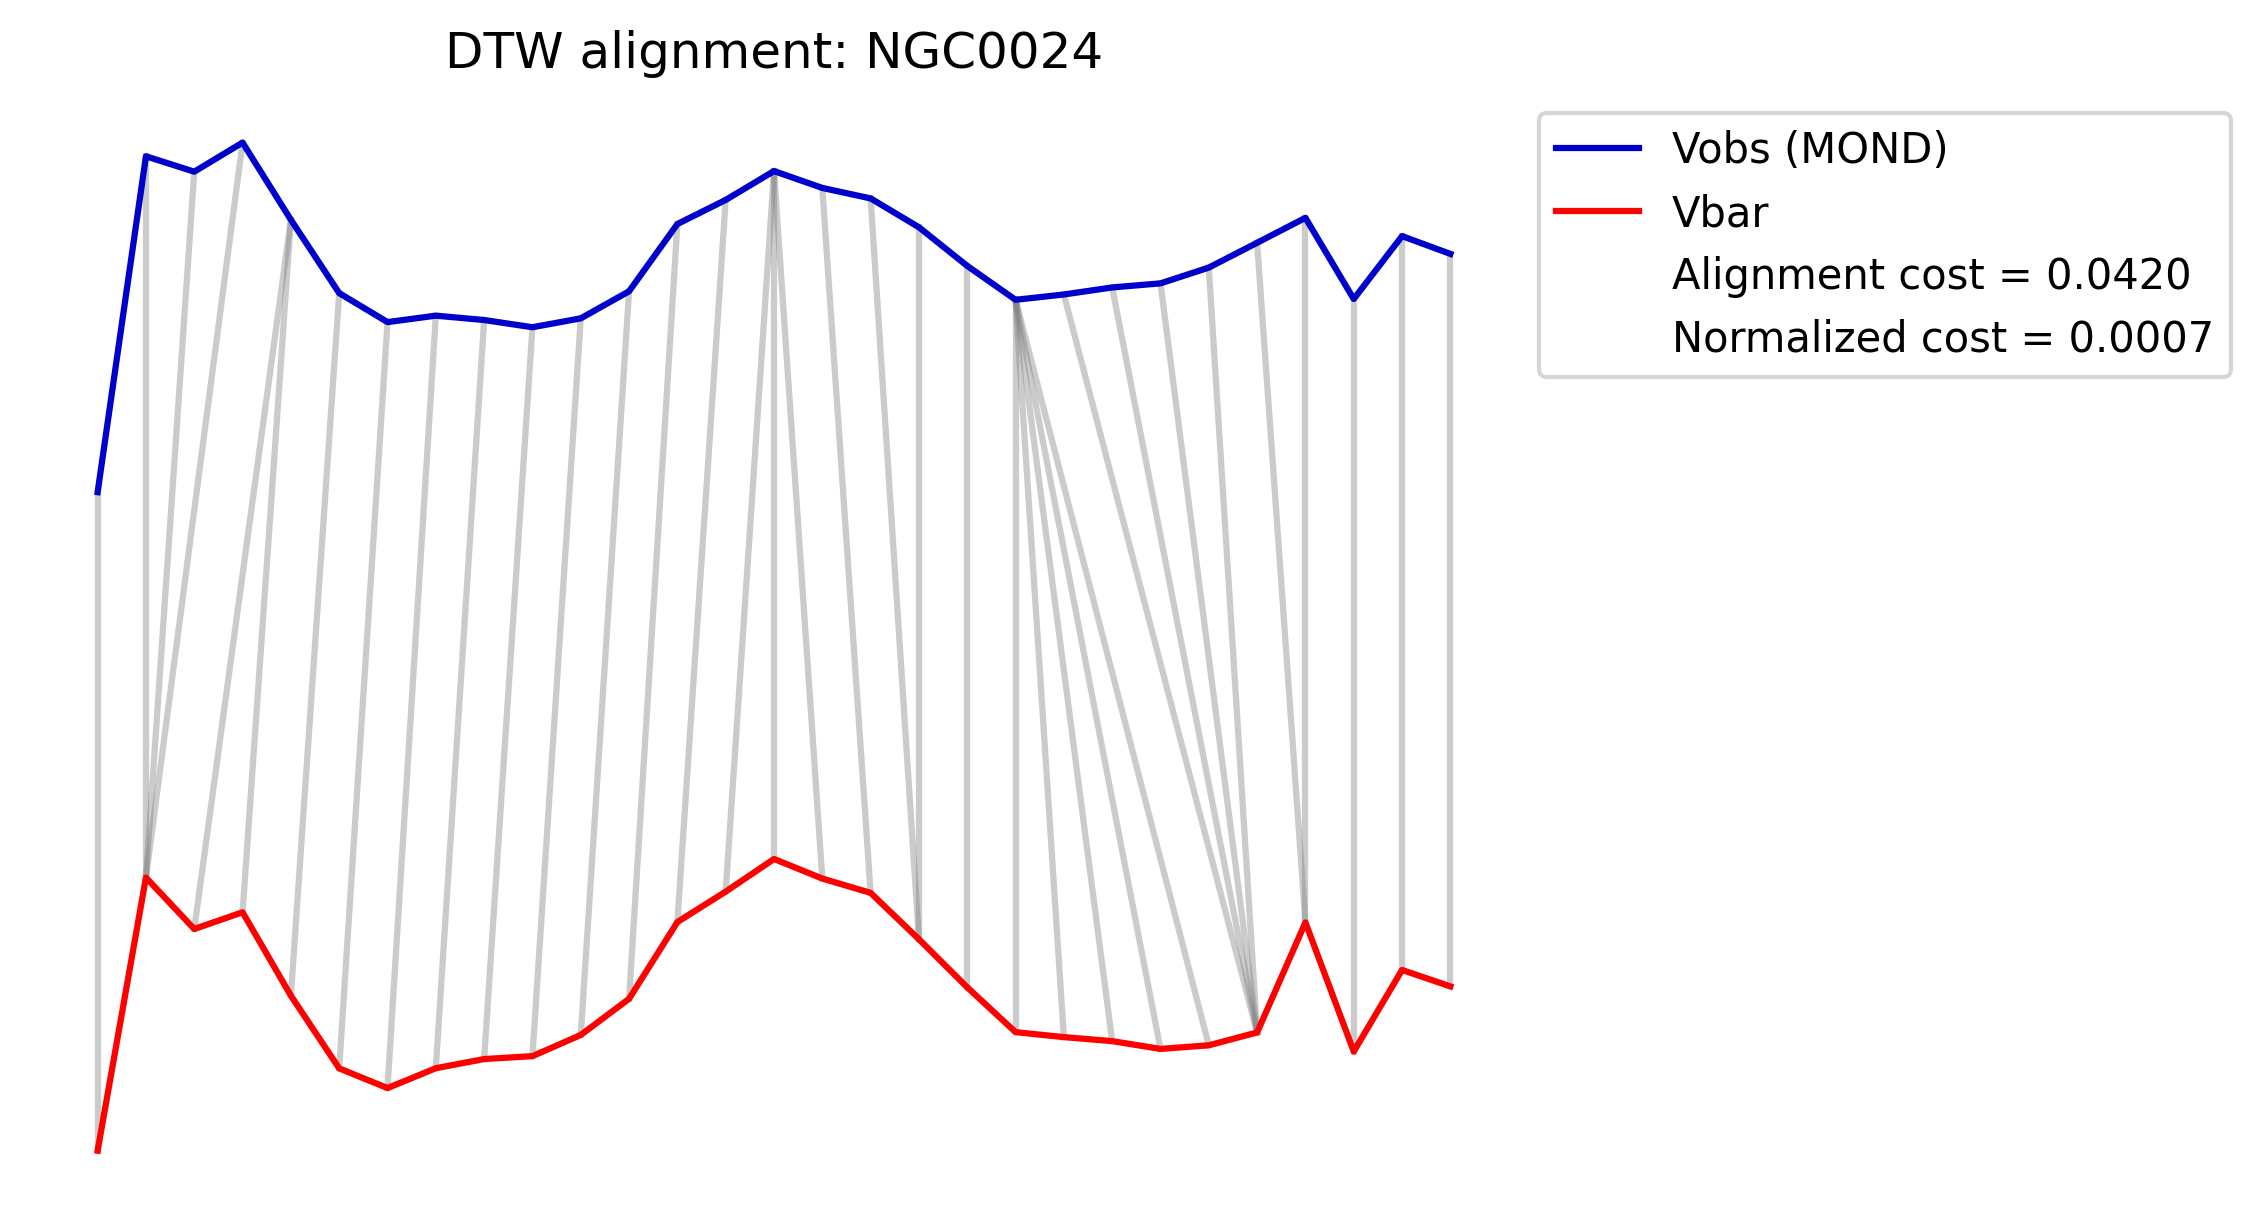 DTW alignment: NGC0024
Vobs (MOND)
Vbar
Alignment cost = 0.0420
Normalized cost = 0.0007